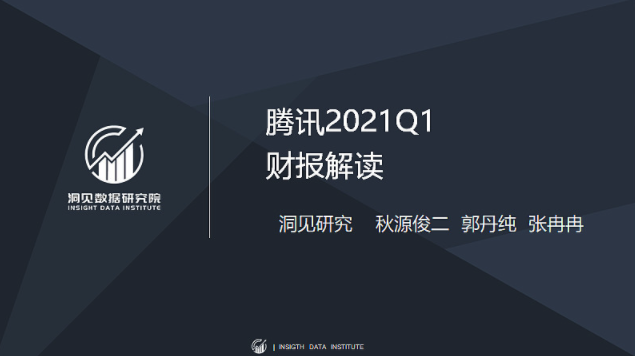 腾讯2021Q1
财报解读
洞见数据研究院
INSIGHT DATA INSTITUTE
洞见研究 秋源俊二 郭丹纯 张冉冉
INSIGTH DATA INSTITUTE